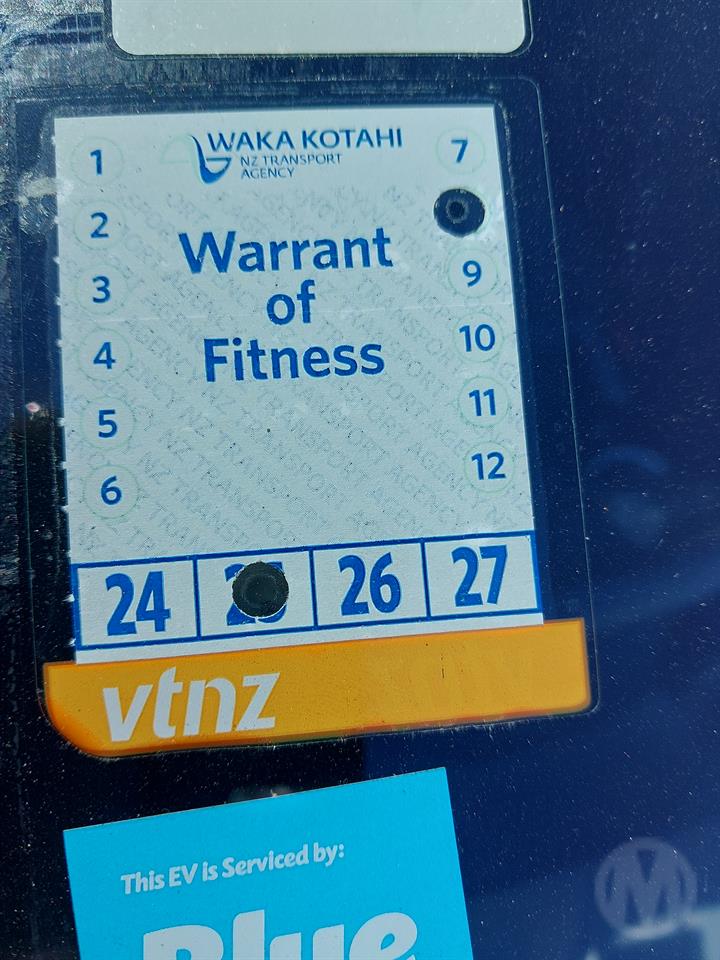 WAKA KOTAHI
NZ TRANSPORT
AGENCY
Warrant
of
Fitness
1
2
3
4
5
6
7
9
10
11
12
24
26
27
vtnz
This EV is Serviced by:
Blue
M